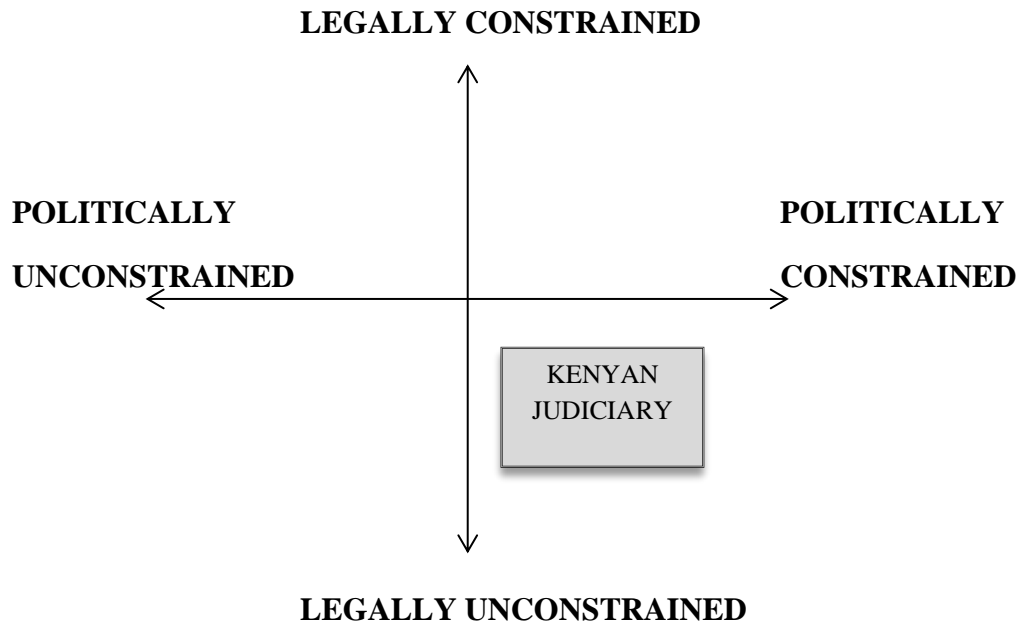 LEGALLY CONSTRAINED
POLITICALLY
UNCONSTRAINED
POLITICALLY
CONSTRAINED
KENYAN
JUDICIARY
LEGALLY UNCONSTRAINED